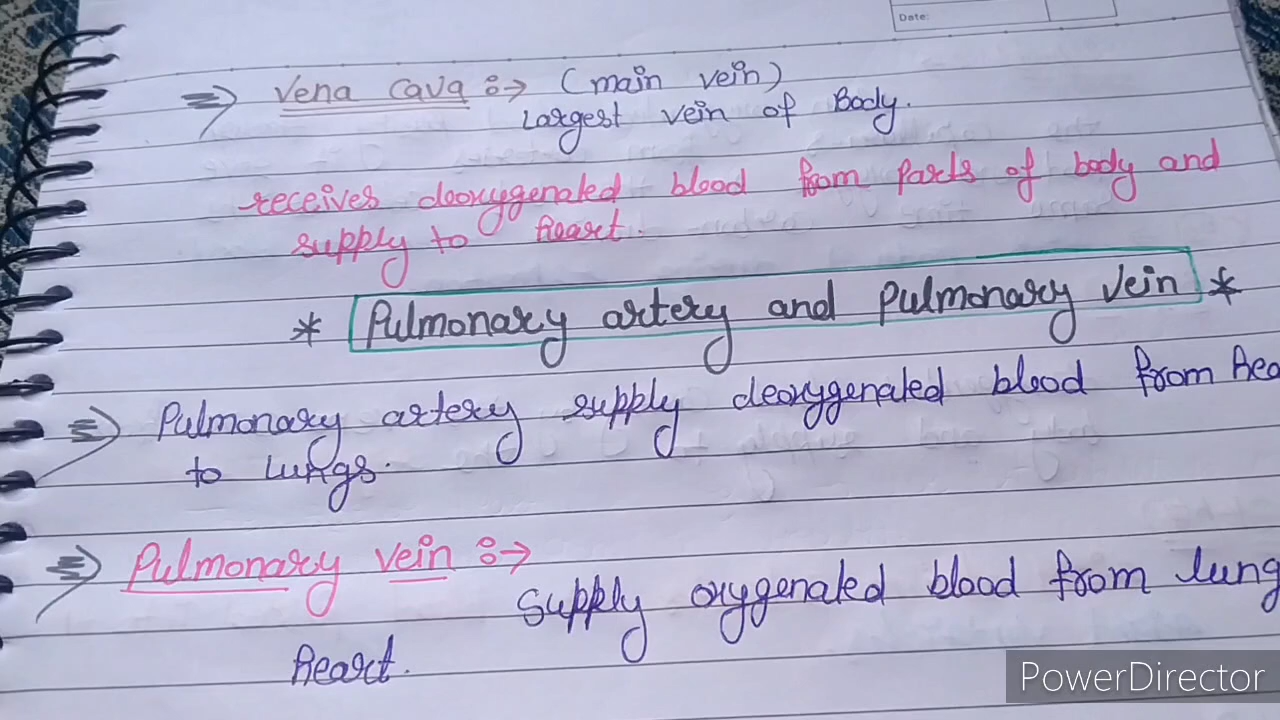 Date:
⇒ Vena Cava :→ (main vein)
Largest vein of Body.
receives deoxygenated blood from parts of body and
supply to heart.
* Pulmonary artery and pulmonary vein *
⇒ Pulmonary artery supply deoxygenated blood from hea
to lungs.
⇒ Pulmonary vein :→
supply oxygenated blood from lung
heart.
PowerDirector